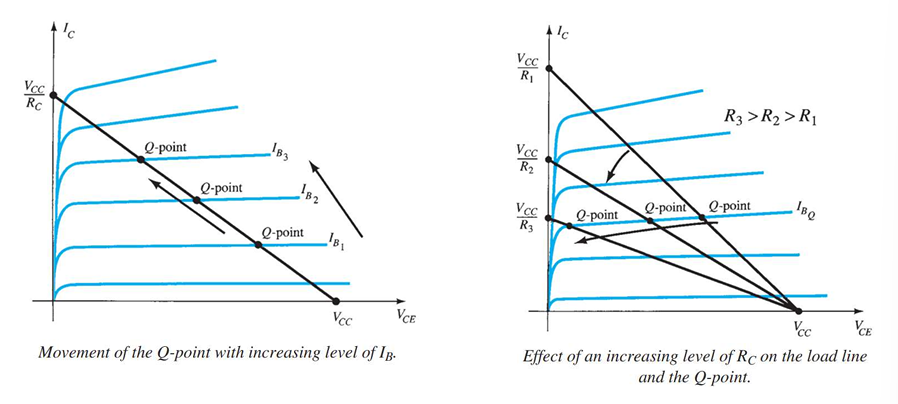 I_C
V_CC
R_C
Q-point
I_B3
Q-point
I_B2
Q-point
I_B1
V_CC
V_CE
Movement of the Q-point with increasing level of I_B.
I_C
V_CC
R_1
R_3 > R_2 > R_1
V_CC
R_2
V_CC
R_3
Q-point
Q-point
Q-point
I_BQ
V_CC
V_CE
Effect of an increasing level of R_C on the load line
and the Q-point.